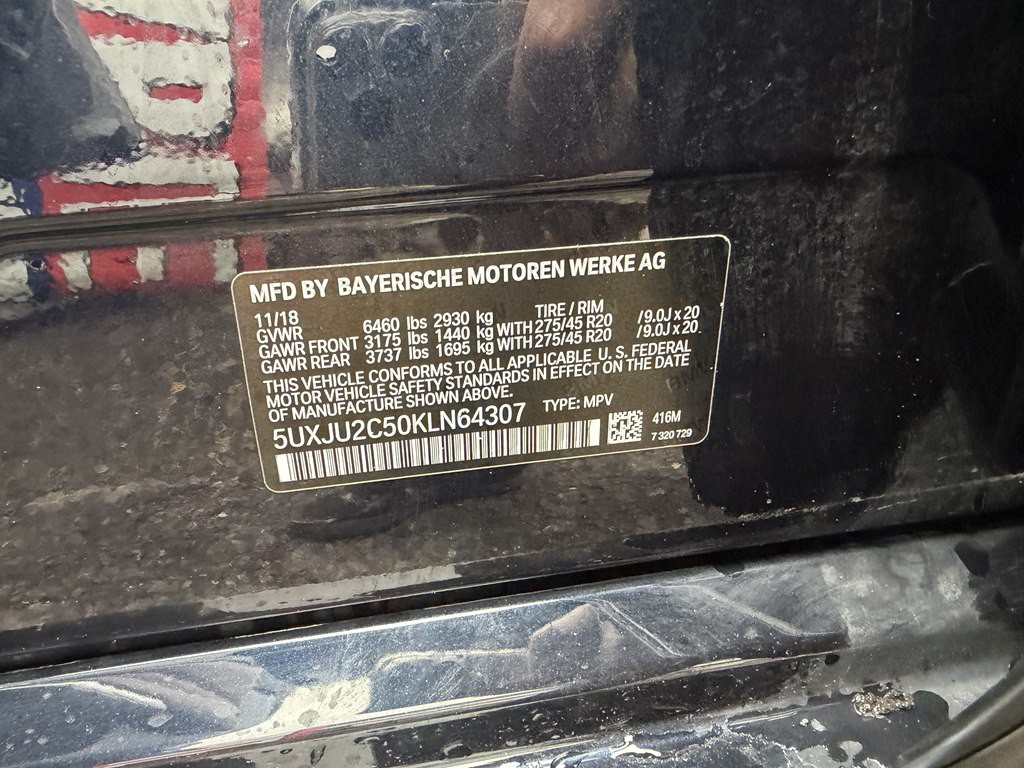 MFD BY BAYERISCHE MOTOREN WERKE AG
11/18 TIRE / RIM
GVWR 6460 lbs 2930 kg
GAWR FRONT 3175 lbs 1440 kg WITH 275/45 R20 /9.0J x 20
GAWR REAR 3737 lbs 1695 kg WITH 275/45 R20 /9.0J x 20
THIS VEHICLE CONFORMS TO ALL APPLICABLE U. S. FEDERAL
MOTOR VEHICLE SAFETY STANDARDS IN EFFECT ON THE DATE
OF MANUFACTURE SHOWN ABOVE.
5UXJU2C50KLN64307 TYPE: MPV
416M
7 320 729